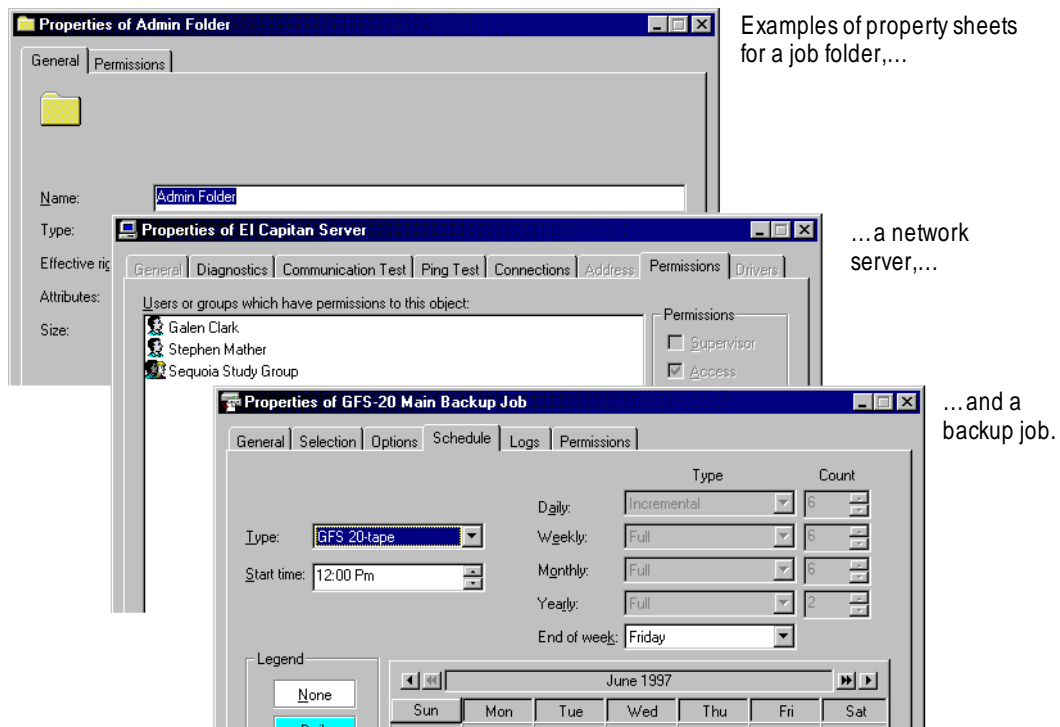 Properties of Admin Folder
General Permissions
Name: Admin Folder
Type:
Effective rig
Attributes:
Size:
Examples of property sheets
for a job folder,...
Properties of El Capitan Server
General Diagnostics Communication Test Ping Test Connections Address Permissions Drivers
Users or groups which have permissions to this object:
Galen Clark
Stephen Mather
Sequoia Study Group
Permissions
Supervisor
Access
...a network
server,...
Properties of GFS-20 Main Backup Job
General Selection Options Schedule Logs Permissions
Type Count
Daily: Incremental 6
Type: GFS 20-tape
Weekly: Full 6
Start time: 12:00 Pm
Monthly: Full 6
Yearly: Full 2
End of week: Friday
Legend
None
June 1997
Sun Mon Tue Wed Thu Fri Sat
...and a
backup job.